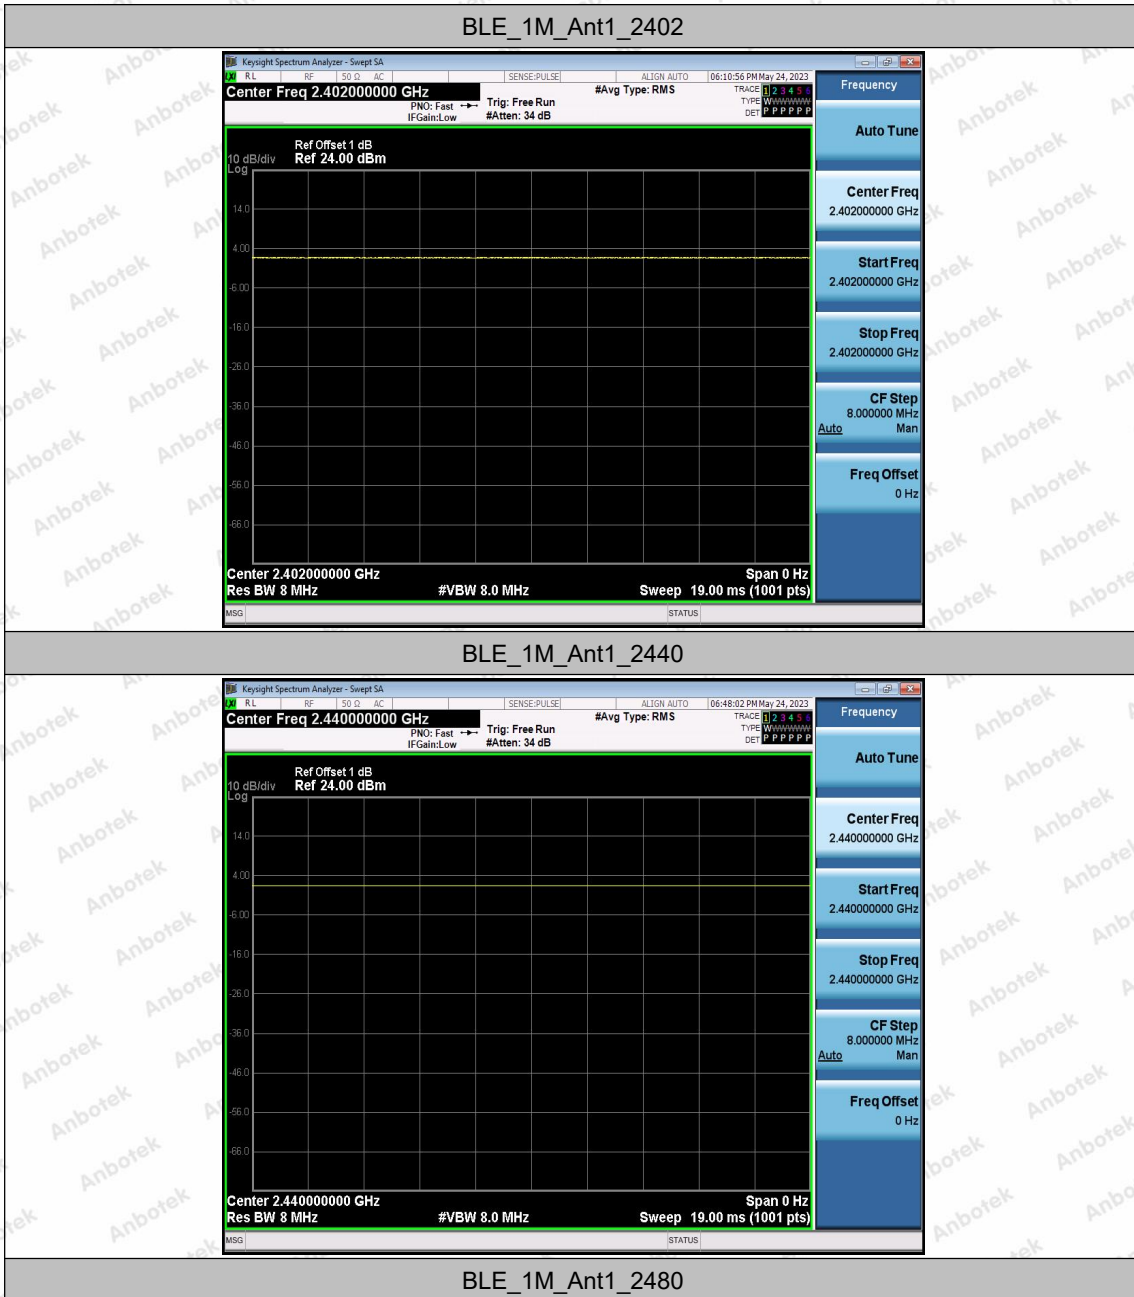 BLE_1M_Ant1_2402
Keysight Spectrum Analyzer - Swept SA
LXI RL RF 50 Ω AC SENSE:PULSE ALIGN AUTO 06:10:56 PM May 24, 2023
Center Freq 2.402000000 GHz #Avg Type: RMS TRACE 1 2 3 4 5 6
PNO: Fast Trig: Free Run TYPE WWWWWW
IFGain:Low #Atten: 34 dB DET P P P P P P
Frequency
Auto Tune
Ref Offset 1 dB
10 dB/div Ref 24.00 dBm
Log
14.0
4.00
-6.00
-16.0
-26.0
-36.0
-46.0
-56.0
-66.0
Center Freq
2.402000000 GHz
Start Freq
2.402000000 GHz
Stop Freq
2.402000000 GHz
CF Step
8.000000 MHz
Auto Man
Freq Offset
0 Hz
Center 2.402000000 GHz Span 0 Hz
Res BW 8 MHz #VBW 8.0 MHz Sweep 19.00 ms (1001 pts)
MSG STATUS
BLE_1M_Ant1_2440
Keysight Spectrum Analyzer - Swept SA
LXI RL RF 50 Ω AC SENSE:PULSE ALIGN AUTO 06:48:02 PM May 24, 2023
Center Freq 2.440000000 GHz #Avg Type: RMS TRACE 1 2 3 4 5 6
PNO: Fast Trig: Free Run TYPE WWWWWW
IFGain:Low #Atten: 34 dB DET P P P P P P
Frequency
Auto Tune
Ref Offset 1 dB
10 dB/div Ref 24.00 dBm
Log
14.0
4.00
-6.00
-16.0
-26.0
-36.0
-46.0
-56.0
-66.0
Center Freq
2.440000000 GHz
Start Freq
2.440000000 GHz
Stop Freq
2.440000000 GHz
CF Step
8.000000 MHz
Auto Man
Freq Offset
0 Hz
Center 2.440000000 GHz Span 0 Hz
Res BW 8 MHz #VBW 8.0 MHz Sweep 19.00 ms (1001 pts)
MSG STATUS
BLE_1M_Ant1_2480